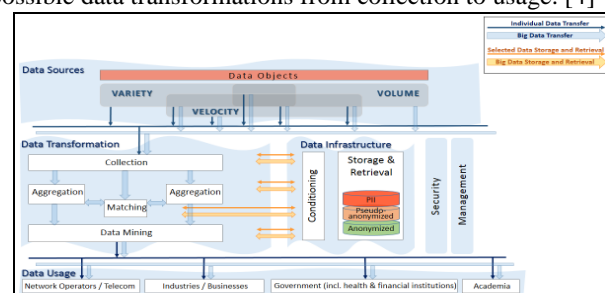 possible data transformations from collection to usage. [4]
Individual Data Transfer
Big Data Transfer
Selected Data Storage and Retrieval
Big Data Storage and Retrieval
Data Sources
Data Objects
VARIETY
VOLUME
VELOCITY
Data Transformation
Collection
Aggregation
Matching
Aggregation
Data Mining
Data Infrastructure
Conditioning
Storage &
Retrieval
PII
Pseudo-
anonymized
Anonymized
Security
Management
Data Usage
Network Operators / Telecom
Industries / Businesses
Government (incl. health & financial institutions)
Academia